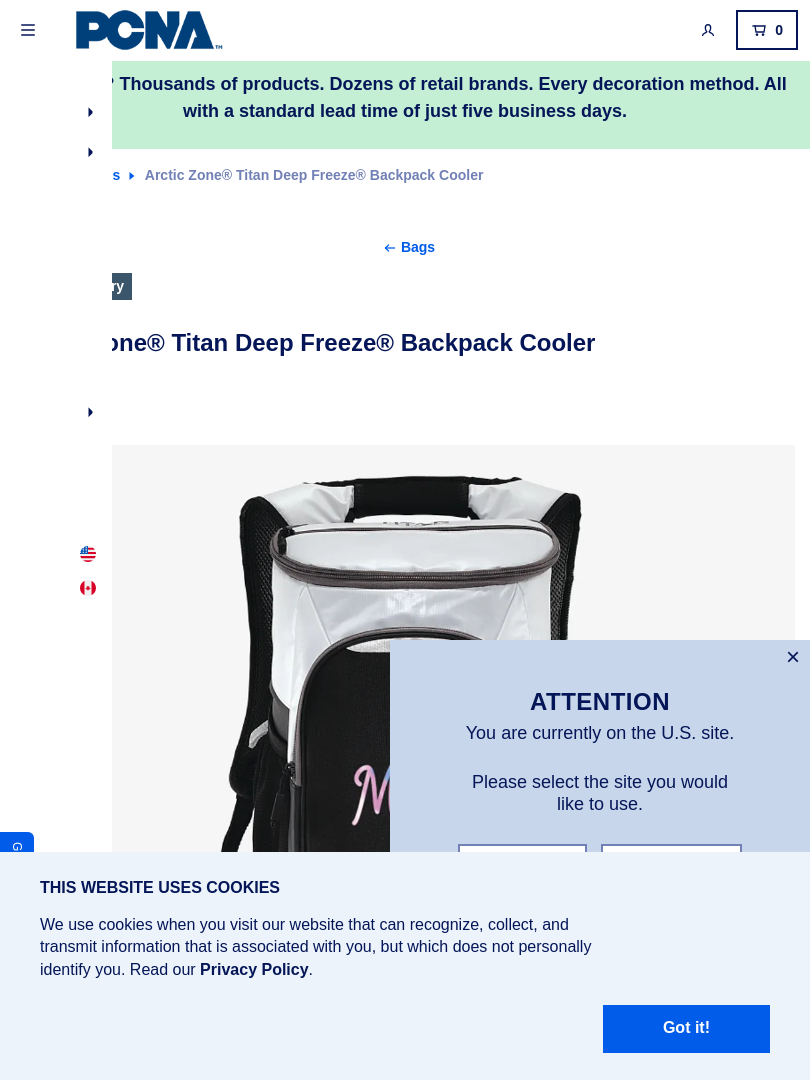 PCNA™
0
? Thousands of products. Dozens of retail brands. Every decoration method. All
with a standard lead time of just five business days.
Arctic Zone® Titan Deep Freeze® Backpack Cooler
← Bags
Titan Deep Freeze® Backpack Cooler
ATTENTION
You are currently on the U.S. site.
Please select the site you would
like to use.
THIS WEBSITE USES COOKIES
We use cookies when you visit our website that can recognize, collect, and
transmit information that is associated with you, but which does not personally
identify you. Read our Privacy Policy.
Got it!